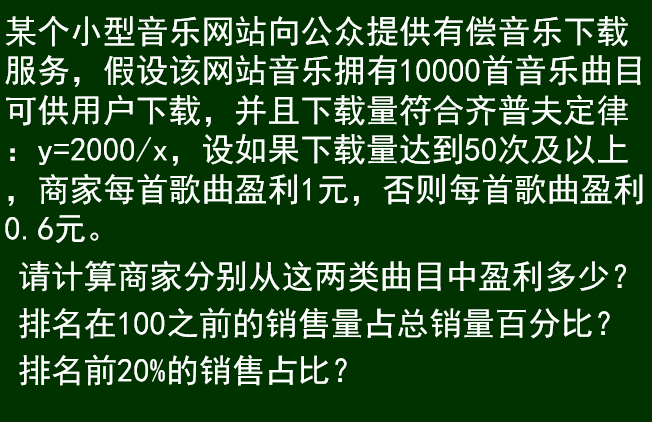 某个小型音乐网站向公众提供有偿音乐下载
服务，假设该网站音乐拥有10000首音乐曲目
可供用户下载，并且下载量符合齐普夫定律
：y=2000/x，设如果下载量达到50次及以上
，商家每首歌曲盈利1元，否则每首歌曲盈利
0.6元。
请计算商家分别从这两类曲目中盈利多少？
排名在100之前的销售量占总销量百分比？
排名前20%的销售占比？